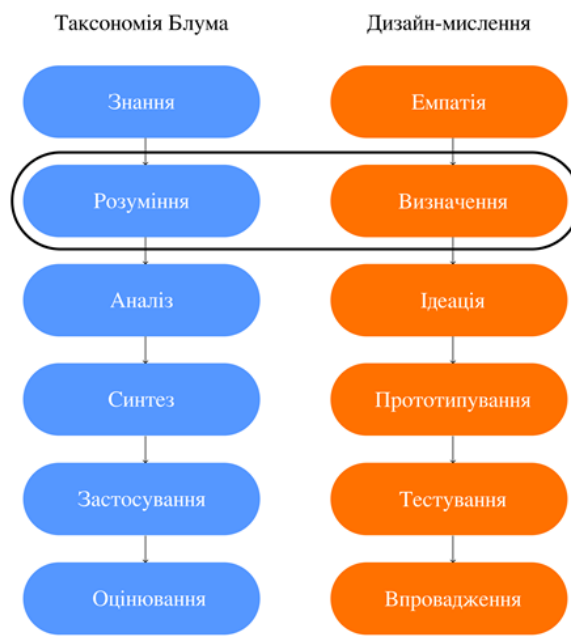 Таксономія Блума
Дизайн-мислення
Знання
Емпатія
Розуміння
Визначення
Аналіз
Ідеація
Синтез
Прототипування
Застосування
Тестування
Оцінювання
Впровадження